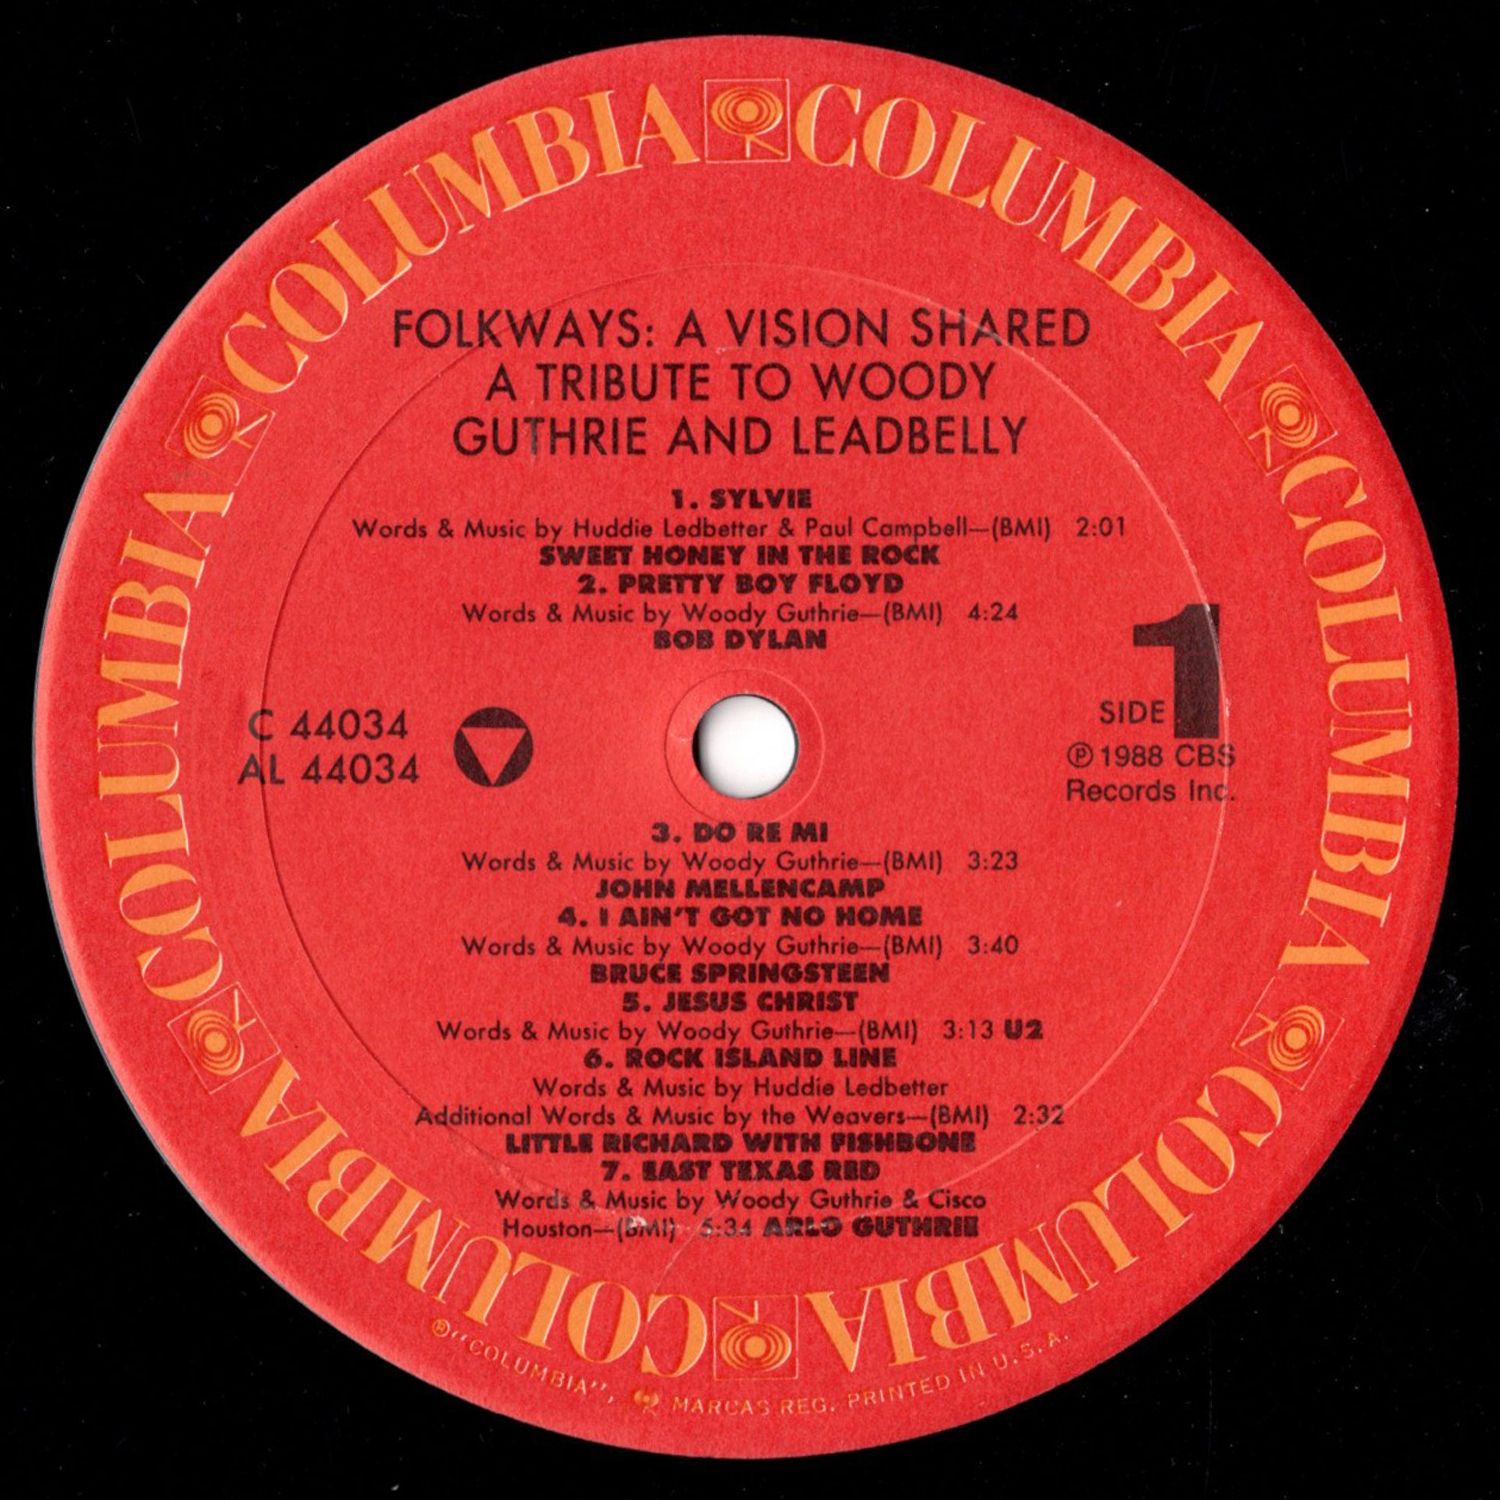 COLUMBIA COLUMBIA COLUMBIA COLUMBIA COLUMBIA COLUMBIA COLUMBIA COLUMBIA
FOLKWAYS: A VISION SHARED
A TRIBUTE TO WOODY
GUTHRIE AND LEADBELLY
1. SYLVIE
Words & Music by Huddie Ledbetter & Paul Campbell—(BMI) 2:01
SWEET HONEY IN THE ROCK
2. PRETTY BOY FLOYD
Words & Music by Woody Guthrie—(BMI) 4:24
BOB DYLAN
C 44034
AL 44034
SIDE 1
℗ 1988 CBS
Records Inc.
3. DO RE MI
Words & Music by Woody Guthrie—(BMI) 3:23
JOHN MELLENCAMP
4. I AIN'T GOT NO HOME
Words & Music by Woody Guthrie—(BMI) 3:40
BRUCE SPRINGSTEEN
5. JESUS CHRIST
Words & Music by Woody Guthrie—(BMI) 3:13 U2
6. ROCK ISLAND LINE
Words & Music by Huddie Ledbetter
Additional Words & Music by the Weavers—(BMI) 2:32
LITTLE RICHARD WITH FISHBONE
7. EAST TEXAS RED
Words & Music by Woody Guthrie & Cisco
Houston—(BMI) 6:34 ARLO GUTHRIE
®"COLUMBIA", MARCAS REG. PRINTED IN U.S.A.